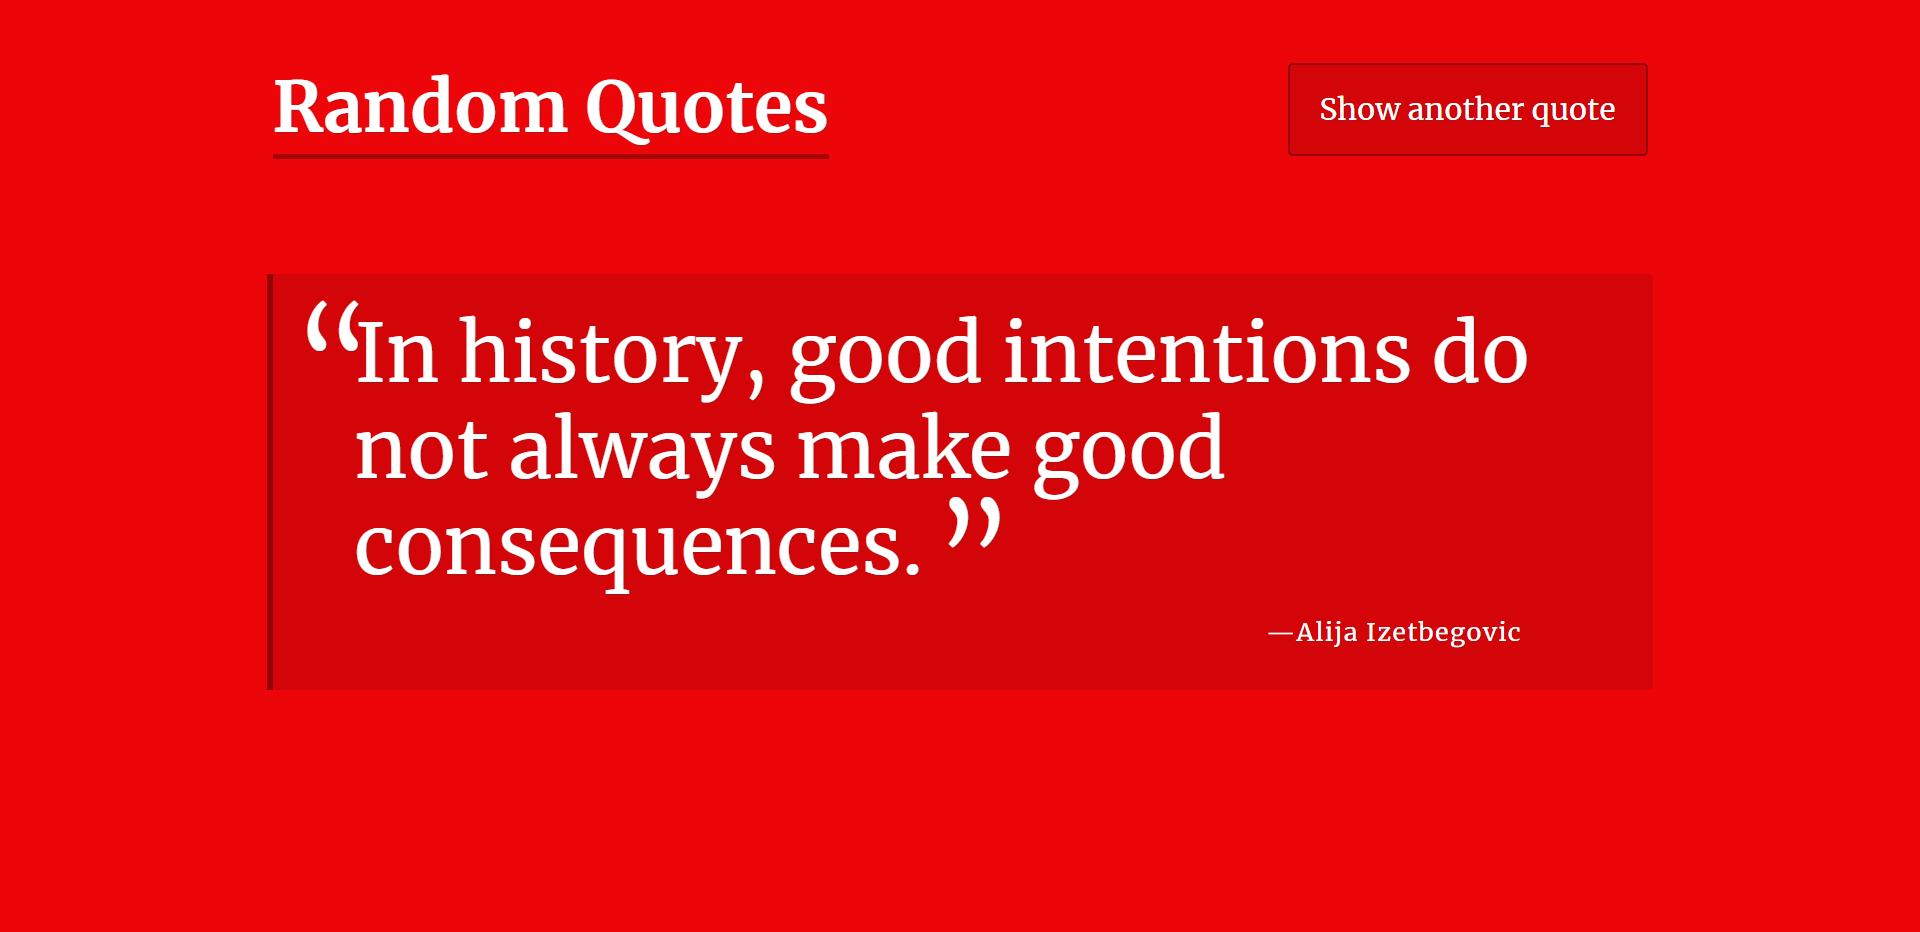 Random Quotes
Show another quote
“In history, good intentions do
not always make good
consequences. ”
—Alija Izetbegovic